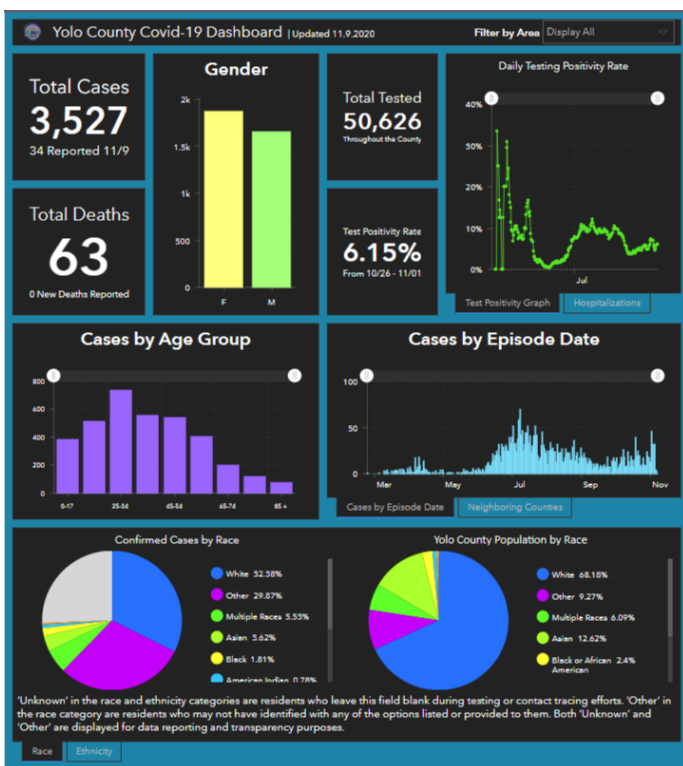 Yolo County Covid-19 Dashboard | Updated 11.9.2020
Filter by Area
Display All
Total Cases
3,527
34 Reported 11/9
Total Deaths
63
0 New Deaths Reported
Gender
2k
1.5k
1k
500
0
F
M
Total Tested
50,626
Throughout the County
Test Positivity Rate
6.15%
From 10/26 - 11/01
Daily Testing Positivity Rate
40%
30%
20%
10%
0%
Jul
Test Positivity Graph
Hospitalizations
Cases by Age Group
800
600
400
200
0
0-17
25-34
45-54
65-74
85 +
Cases by Episode Date
100
50
0
Mar
May
Jul
Sep
Nov
Cases by Episode Date
Neighboring Counties
Confirmed Cases by Race
White 52.58%
Other 29.87%
Multiple Races 5.55%
Asian 5.62%
Black 1.81%
American Indian 0.78%
Yolo County Population by Race
White 68.18%
Other 9.27%
Multiple Races 6.09%
Asian 12.62%
Black or African 2.4%
American
'Unknown' in the race and ethnicity categories are residents who leave this field blank during testing or contact tracing efforts. 'Other' in
the race category are residents who may not have identified with any of the options listed or provided to them. Both 'Unknown' and
'Other' are displayed for data reporting and transparency purposes.
Race
Ethnicity